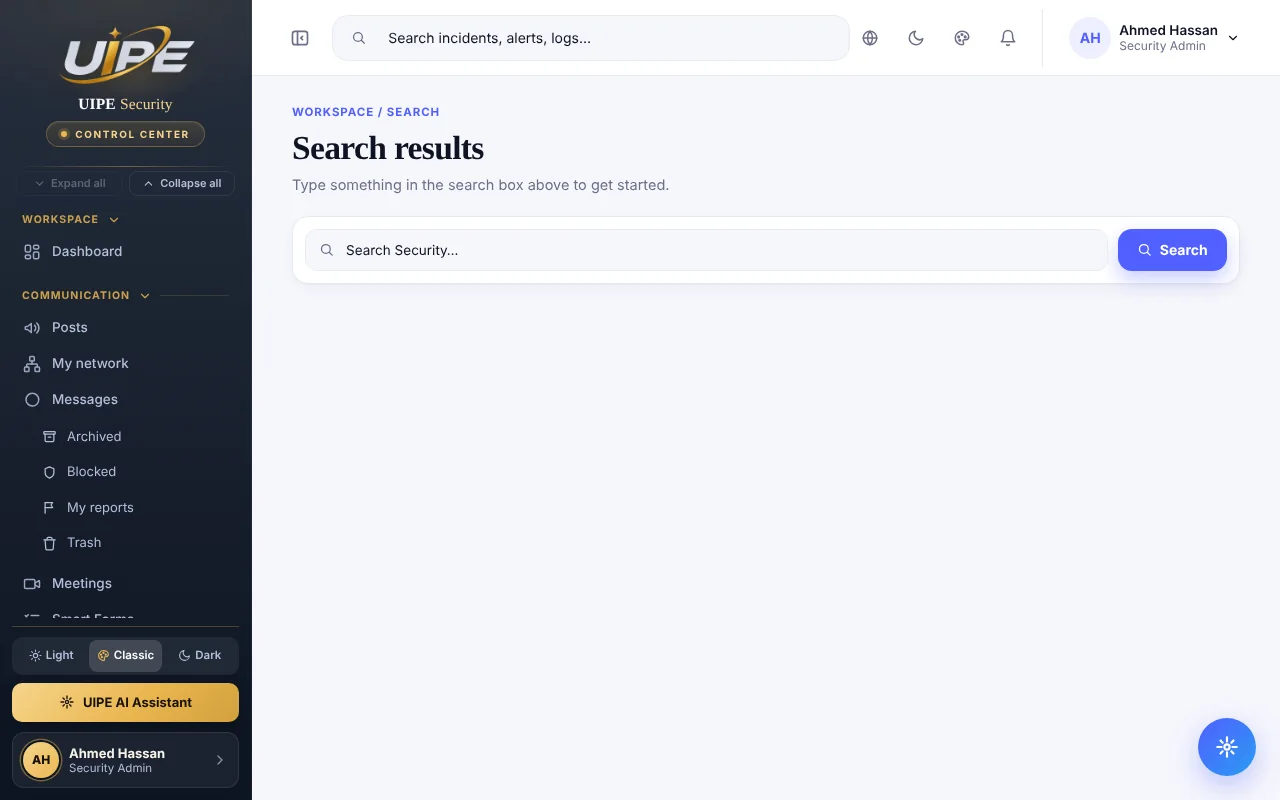 UIPE
UIPE Security
CONTROL CENTER
Expand all
Collapse all
WORKSPACE
Dashboard
COMMUNICATION
Posts
My network
Messages
Archived
Blocked
My reports
Trash
Meetings
Smart Forms
Light
Classic
Dark
UIPE AI Assistant
AH
Ahmed Hassan
Security Admin
Search incidents, alerts, logs...
AH
Ahmed Hassan
Security Admin
WORKSPACE / SEARCH
Search results
Type something in the search box above to get started.
Search Security...
Search